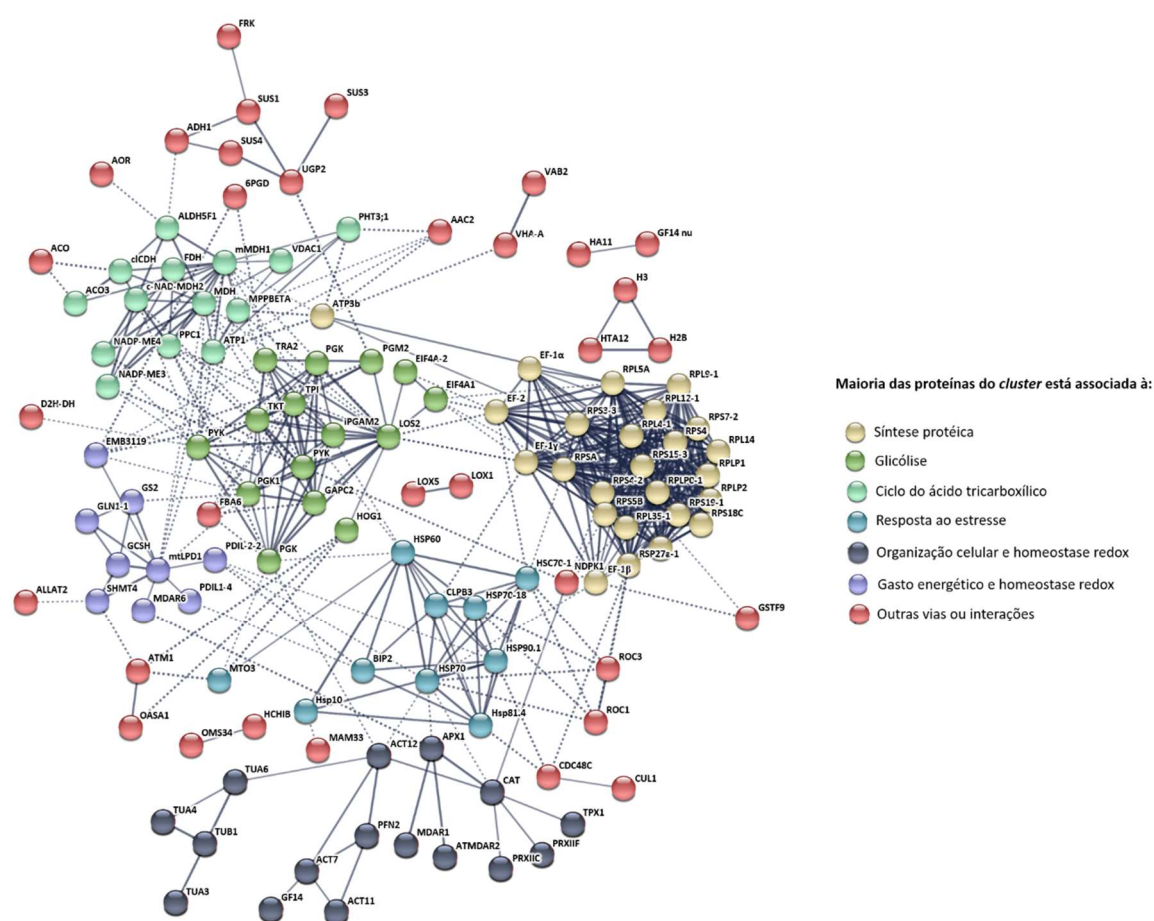 FRK
SUS1
SUS3
ADH1
SUS4
AOR
UGP2
6PGD
VAB2
ALDH5F1
PHT3;1
AAC2
VHA-A
HA11
GF14 nu
ACO
cICDH
FDH
mMDH1
VDAC1
ACO3
c-NAD-MDH2
MDH
MPPBETA
ATP3b
H3
HTA12
H2B
NADP-ME4
PPC1
ATP1
NADP-ME3
TRA2
PGK
PGM2
EIF4A-2
EIF4A1
EF-1α
RPL5A
RPL9-1
EF-2
RPL12-1
RPS3-3
RPS7-2
RPL4-1
RPS4
RPL14
TPI
TKT
iPGAM2
LOS2
D2H-DH
PYK
EMB3119
EF-1γ
RPSA
RPS15-3
RPLP1
PYK
PGK1
GAPC2
LOX5
LOX1
RPLP0-1
RPLP2
GS2
GLN1-1
FBA6
HOG1
RPS5B
RPS19-1
RPS18C
RPL35-1
GCSH
mtLPD1
PDIL-2-2
PGK
HSP60
HSC70-1
NDPK1
EF-1β
RSP27a-1
ALLAT2
SHMT4
MDAR6
PDIL1-4
CLPB3
HSP70-18
GSTF9
ATM1
MTO3
BIP2
HSP70
HSP90.1
ROC3
OASA1
Hsp10
Hsp81.4
ROC1
OMS34
HCHIB
MAM33
ACT12
APX1
CDC48C
CUL1
TUA6
CAT
TUA4
TUB1
PFN2
MDAR1
ATMDAR2
TPX1
PRXIIF
PRXIIC
TUA3
ACT7
GF14
ACT11
Maioria das proteínas do cluster está associada à:
Síntese protéica
Glicólise
Ciclo do ácido tricarboxílico
Resposta ao estresse
Organização celular e homeostase redox
Gasto energético e homeostase redox
Outras vias ou interações